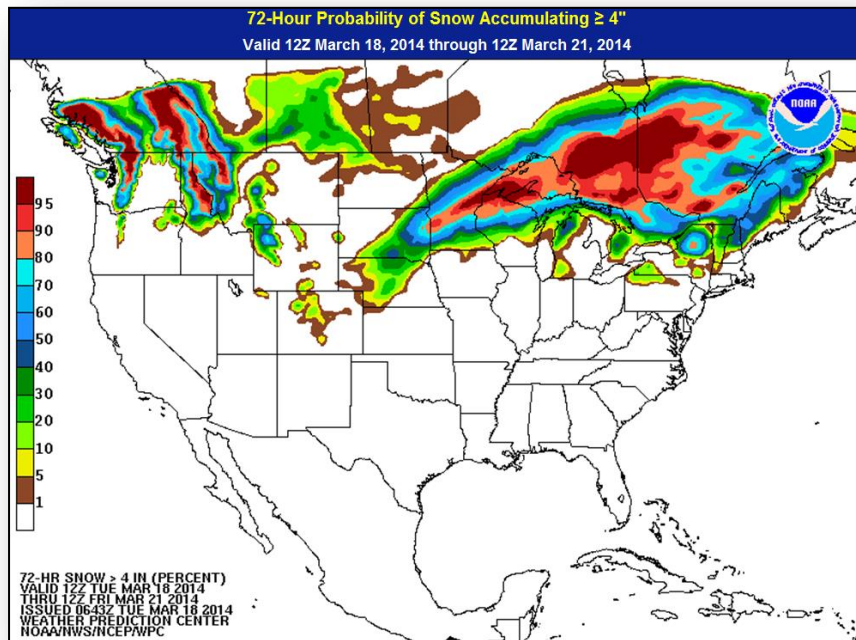 72-Hour Probability of Snow Accumulating ≥ 4"
Valid 12Z March 18, 2014 through 12Z March 21, 2014
NOAA
95
90
80
70
60
50
40
30
20
10
5
1
72-HR SNOW > 4 IN (PERCENT)
VALID 12Z TUE MAR 18 2014
THRU 12Z FRI MAR 21 2014
ISSUED 0643Z TUE MAR 18 2014
WEATHER PREDICTION CENTER
NOAA/NWS/NCEP/WPC